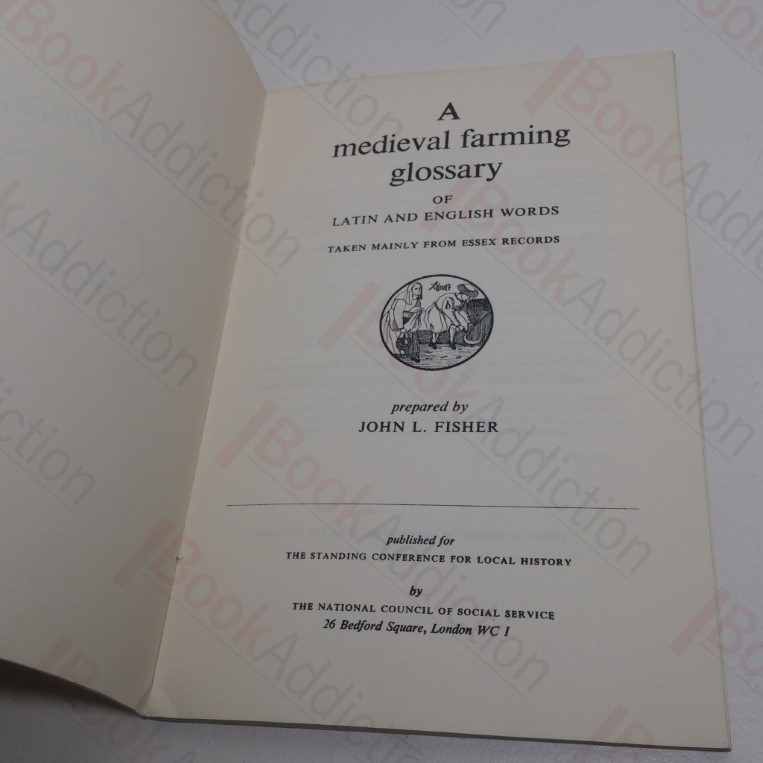 A
medieval farming
glossary
OF
LATIN AND ENGLISH WORDS
TAKEN MAINLY FROM ESSEX RECORDS
prepared by
JOHN L. FISHER
published for
THE STANDING CONFERENCE FOR LOCAL HISTORY
by
THE NATIONAL COUNCIL OF SOCIAL SERVICE
26 Bedford Square, London WC 1
BookAddiction